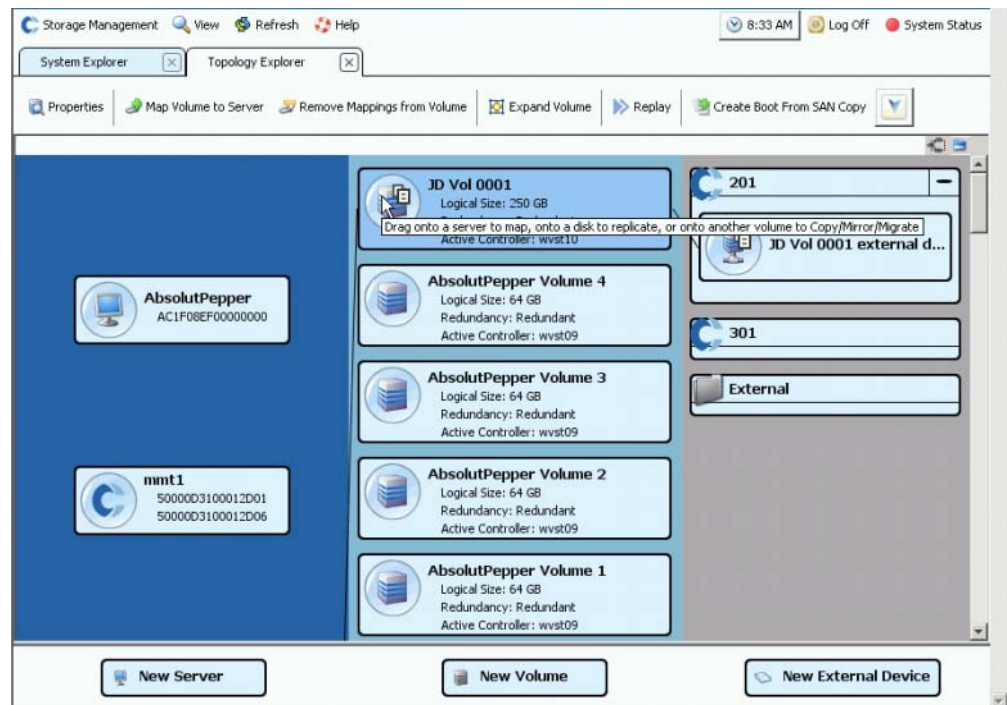 Storage Management View Refresh Help 8:33 AM Log Off System Status
System Explorer Topology Explorer
Properties Map Volume to Server Remove Mappings from Volume Expand Volume Replay Create Boot From SAN Copy
AbsolutPepper
AC1F08EF00000000
mmt1
50000D3100012D01
50000D3100012D06
JD Vol 0001
Logical Size: 250 GB
Drag onto a server to map, onto a disk to replicate, or onto another volume to Copy/Mirror/Migrate
Active Controller: wvst10
AbsolutPepper Volume 4
Logical Size: 64 GB
Redundancy: Redundant
Active Controller: wvst09
AbsolutPepper Volume 3
Logical Size: 64 GB
Redundancy: Redundant
Active Controller: wvst09
AbsolutPepper Volume 2
Logical Size: 64 GB
Redundancy: Redundant
Active Controller: wvst09
AbsolutPepper Volume 1
Logical Size: 64 GB
Redundancy: Redundant
Active Controller: wvst09
201
JD Vol 0001 external d...
301
External
New Server New Volume New External Device